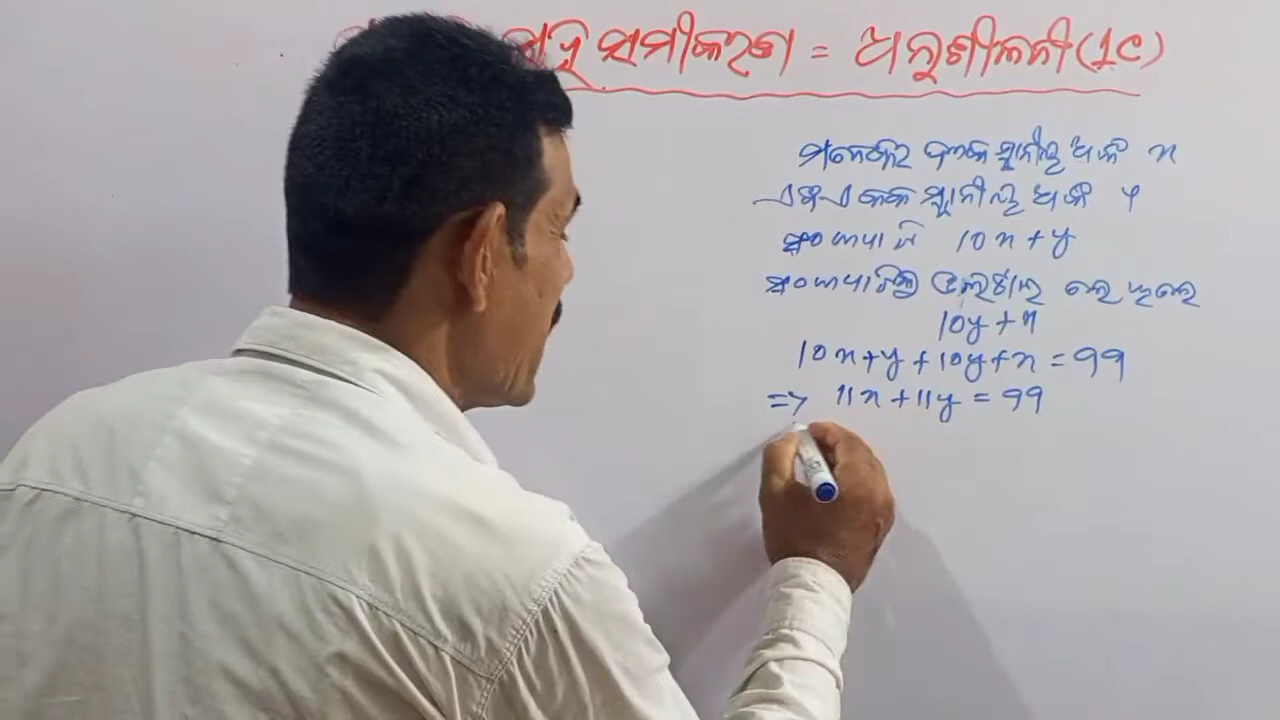 ସମୀକରଣ = ଅନୁଶୀଳନୀ (1C)
ମନେକର ଦଶକ ସ୍ଥାନୀୟ ଅଙ୍କ x
ଏବଂ ଏକକ ସ୍ଥାନୀୟ ଅଙ୍କ y
ସଂଖ୍ୟାଟି 10x + y
ସଂଖ୍ୟାଟିକୁ ଓଲଟାଇ ଲେଖିଲେ
10y + x
10x + y + 10y + x = 99
=> 11x + 11y = 99